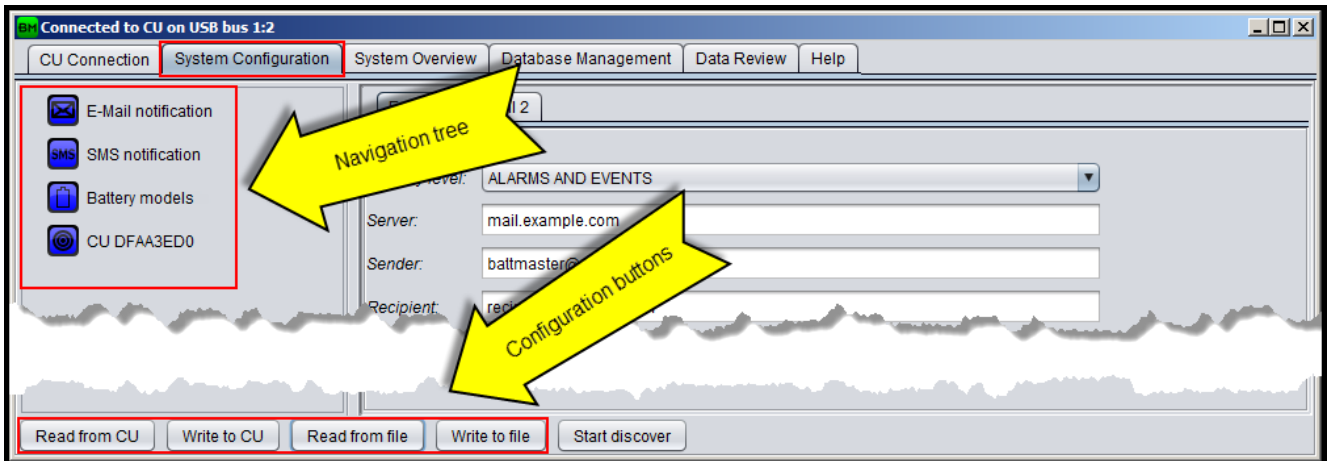 BM Connected to CU on USB bus 1:2
CU Connection System Configuration System Overview Database Management Data Review Help
E-Mail notification
SMS SMS notification
Battery models
CU DFAA3ED0
Navigation tree
ALARMS AND EVENTS
Server: mail.example.com
Sender:
Recipient:
Configuration buttons
Read from CU Write to CU Read from file Write to file Start discover